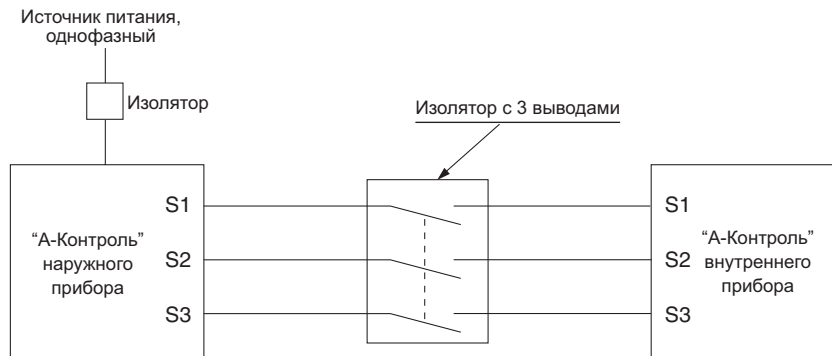 Источник питания,
однофазный
Изолятор
Изолятор с 3 выводами
S1
S2
S3
“А-Контроль”
наружного
прибора
S1
S2
S3
“А-Контроль”
внутреннего
прибора